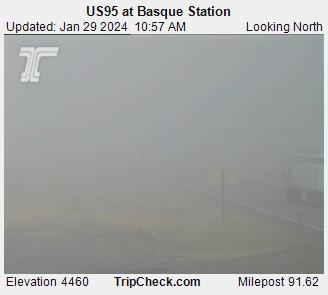 US95 at Basque Station
Updated: Jan 29 2024 10:57 AM Looking North
Elevation 4460 TripCheck.com Milepost 91.62